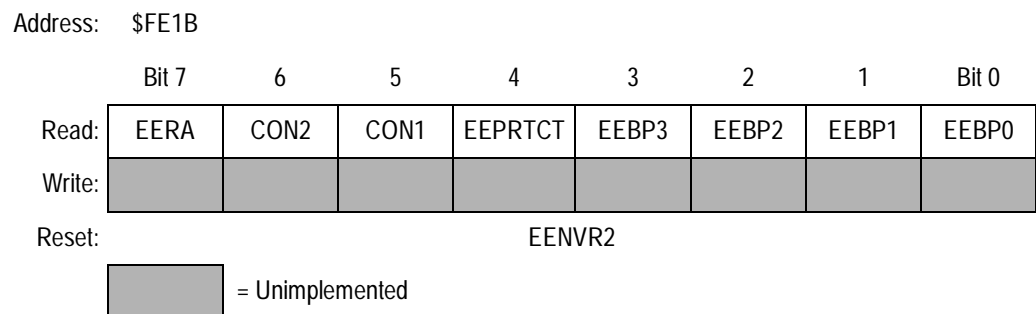 Address: $FE1B
Bit 7 6 5 4 3 2 1 Bit 0
Read: EERA CON2 CON1 EEPRTCT EEBP3 EEBP2 EEBP1 EEBP0
Write:
Reset: EENVR2
= Unimplemented